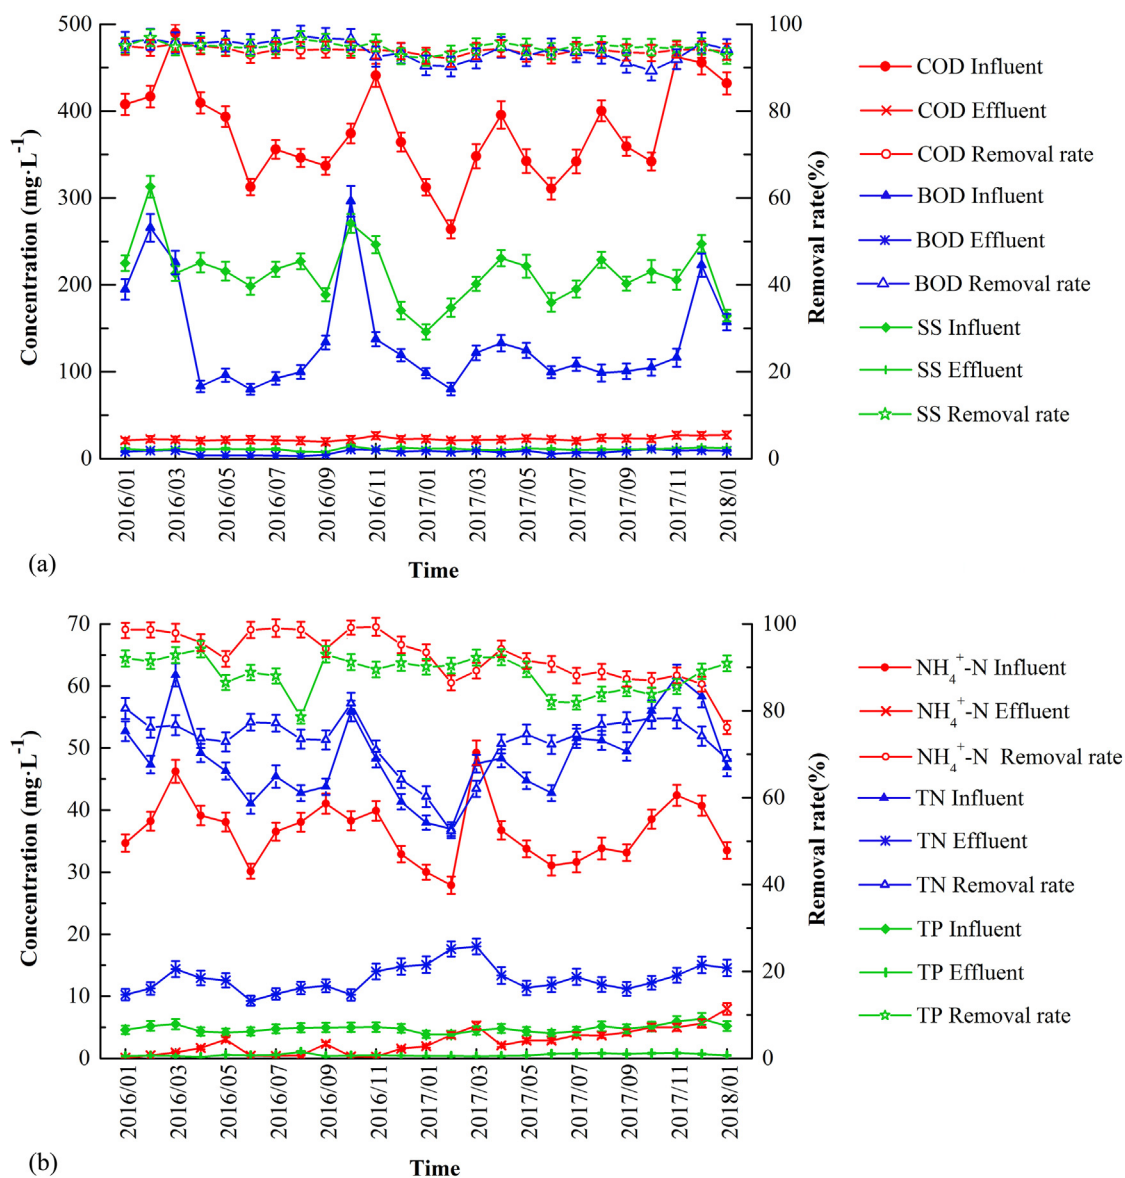 500
400
300
200
100
0
Concentration (mg·L⁻¹)
100
80
60
40
20
0
Removal rate(%)
2016/01
2016/03
2016/05
2016/07
2016/09
2016/11
2017/01
2017/03
2017/05
2017/07
2017/09
2017/11
2018/01
Time
(a)
COD Influent
COD Effluent
COD Removal rate
BOD Influent
BOD Effluent
BOD Removal rate
SS Influent
SS Effluent
SS Removal rate
70
60
50
40
30
20
10
0
Concentration (mg·L⁻¹)
100
80
60
40
20
0
Removal rate(%)
2016/01
2016/03
2016/05
2016/07
2016/09
2016/11
2017/01
2017/03
2017/05
2017/07
2017/09
2017/11
2018/01
Time
(b)
NH₄⁺-N Influent
NH₄⁺-N Effluent
NH₄⁺-N Removal rate
TN Influent
TN Effluent
TN Removal rate
TP Influent
TP Effluent
TP Removal rate